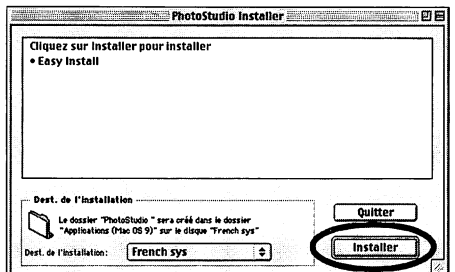 PhotoStudio Installer
Cliquez sur Installer pour installer
• Easy Install
Dest. de l'installation
Le dossier "PhotoStudio " sera créé dans le dossier
"Applications (Mac OS 9)" sur le disque "French sys"
Dest. de l'installation: French sys
Quitter
Installer